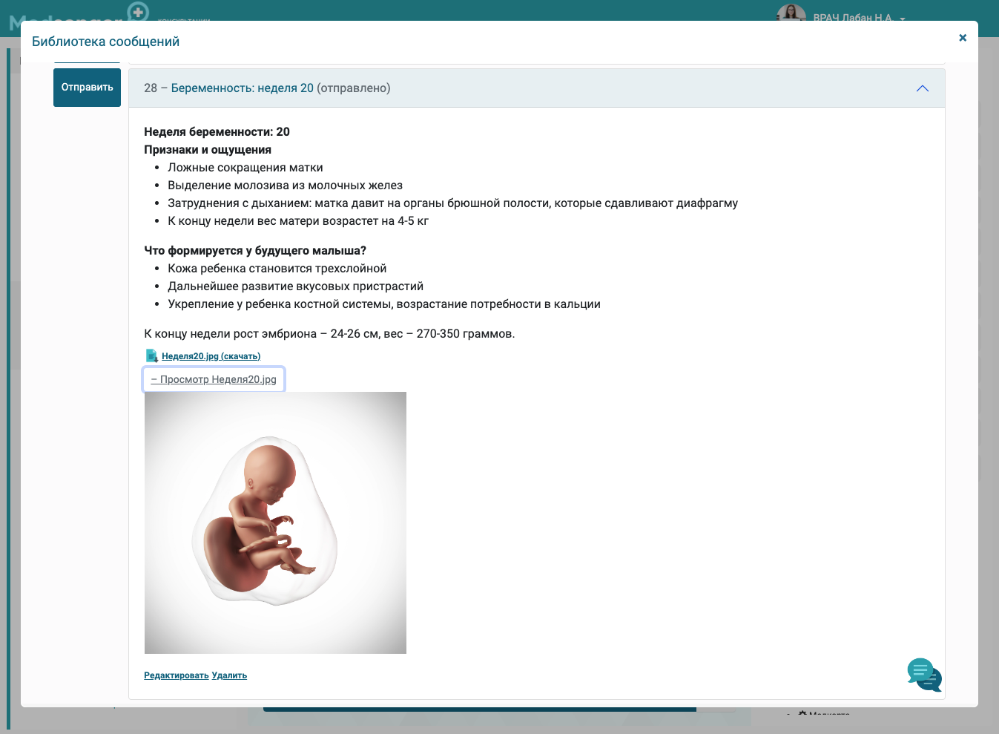 Medsenger
КОНСУЛЬТАЦИИ
ВРАЧ Лабан Н.А.
Библиотека сообщений
×
Отправить
28 – Беременность: неделя 20 (отправлено)
Неделя беременности: 20
Признаки и ощущения
• Ложные сокращения матки
• Выделение молозива из молочных желез
• Затруднения с дыханием: матка давит на органы брюшной полости, которые сдавливают диафрагму
• К концу недели вес матери возрастет на 4-5 кг
Что формируется у будущего малыша?
• Кожа ребенка становится трехслойной
• Дальнейшее развитие вкусовых пристрастий
• Укрепление у ребенка костной системы, возрастание потребности в кальции
К концу недели рост эмбриона – 24-26 см, вес – 270-350 граммов.
Неделя20.jpg (скачать)
– Просмотр Неделя20.jpg
Редактировать Удалить
Медкарта